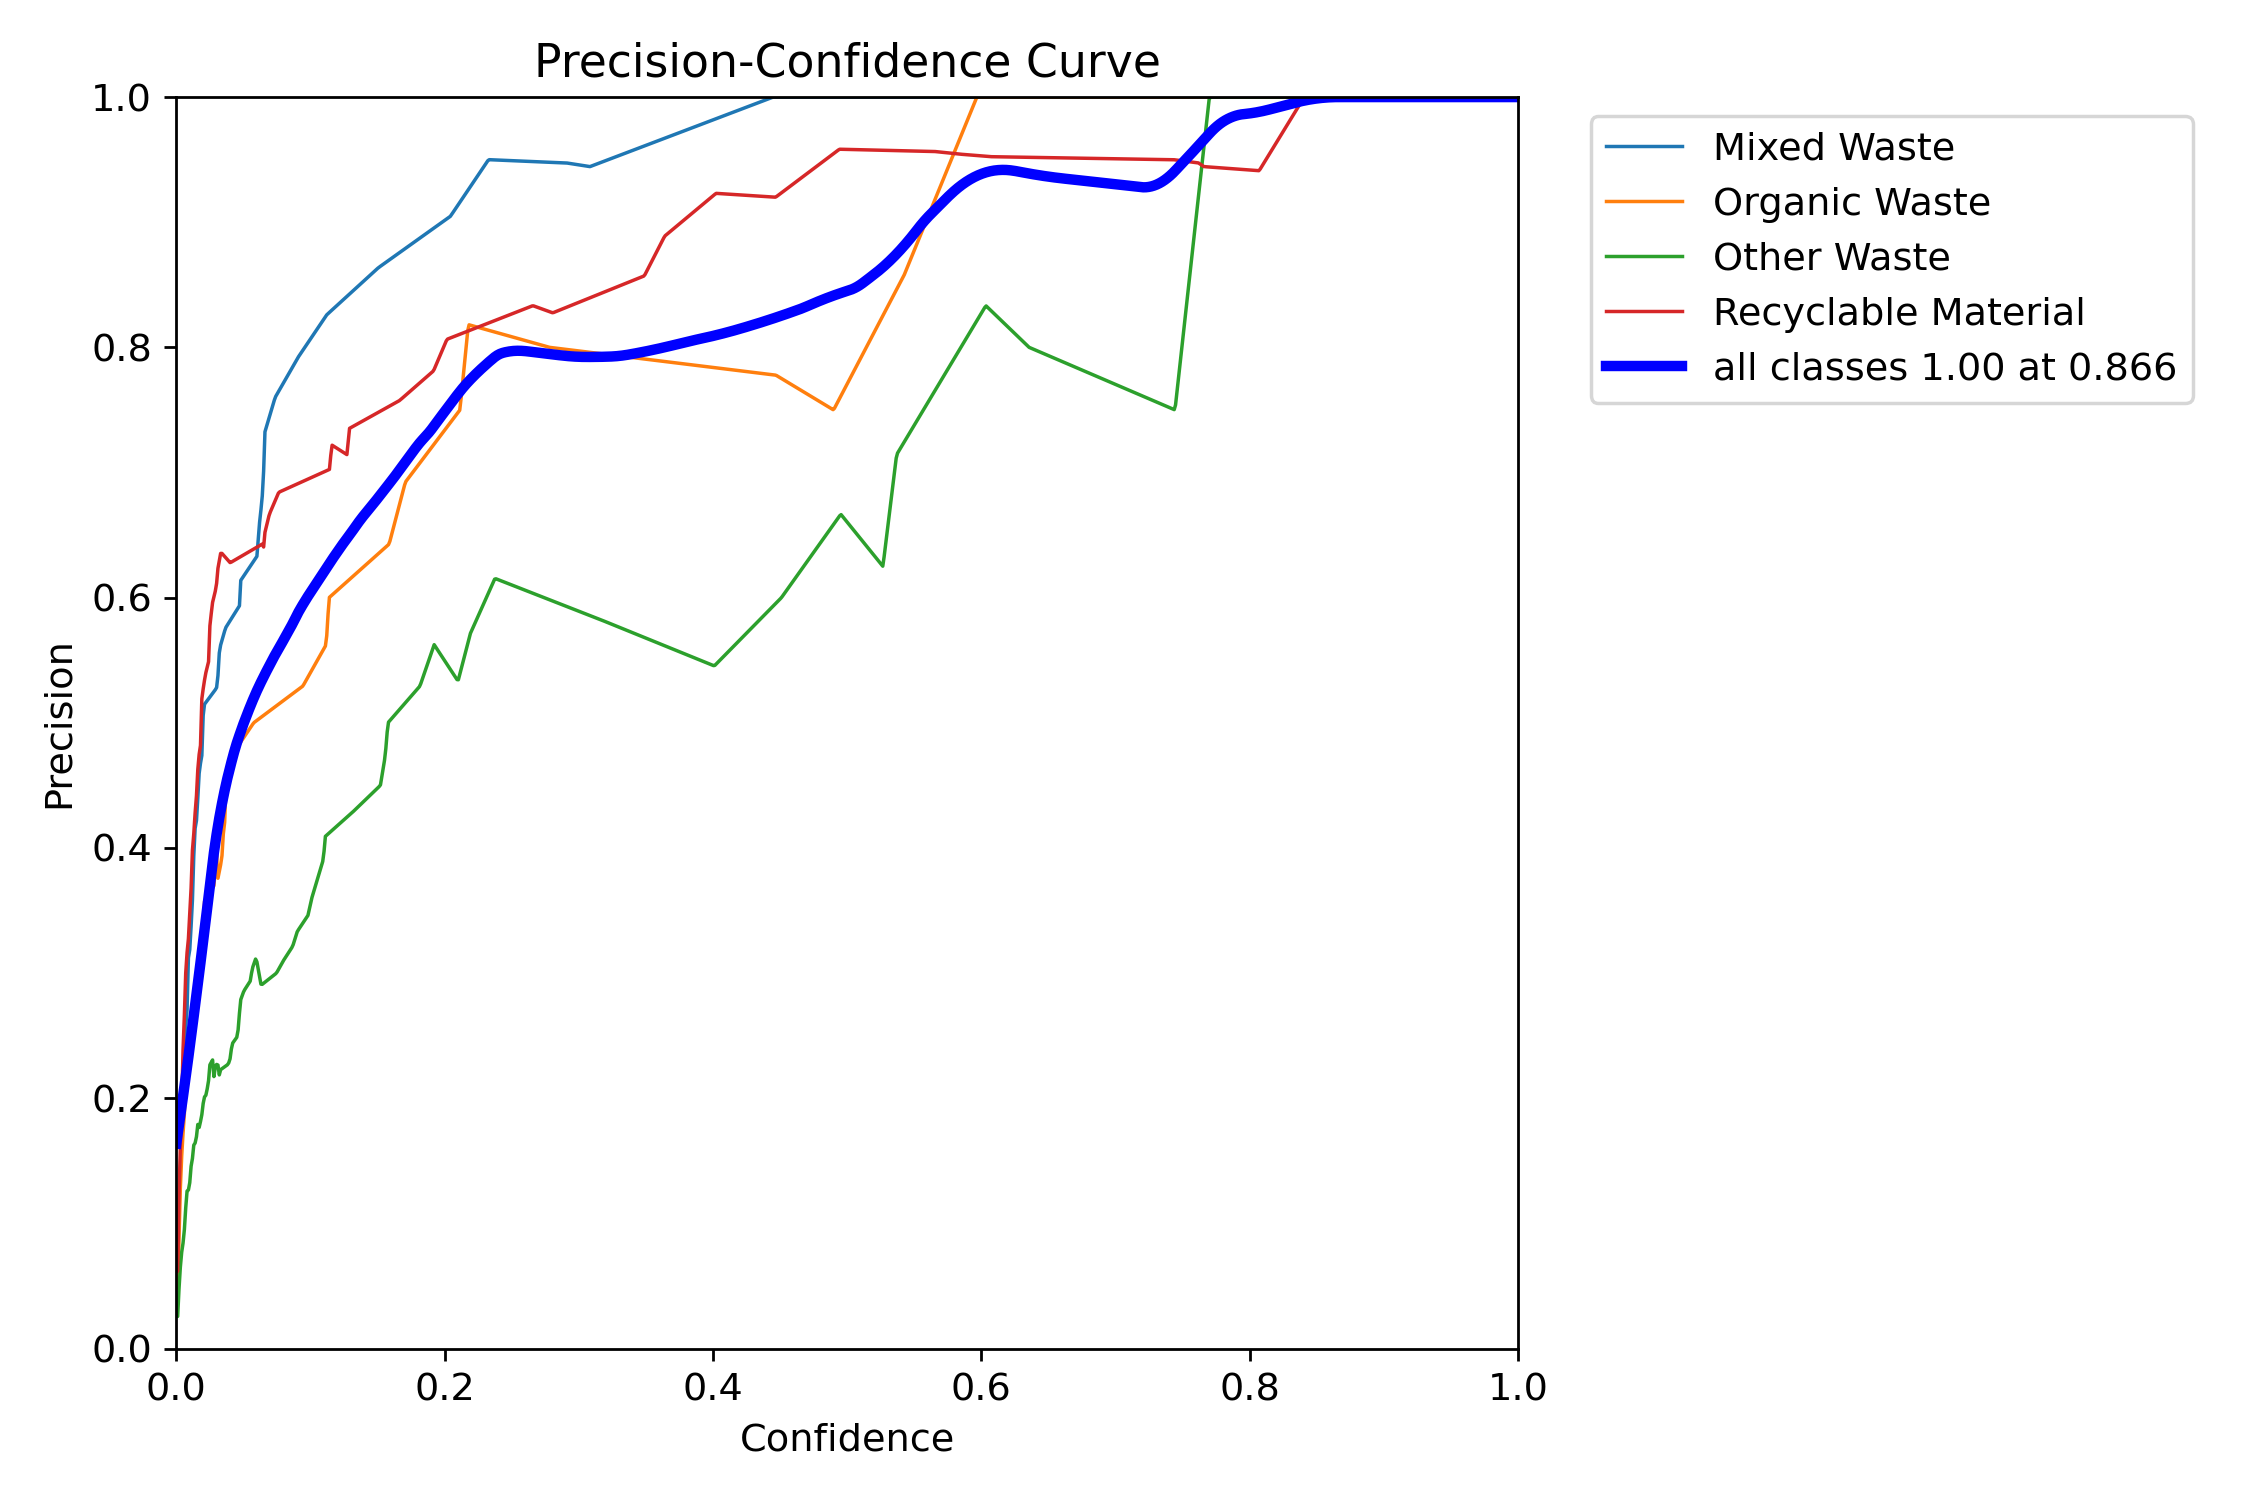 Precision-Confidence Curve
1.0
0.8
0.6
0.4
0.2
0.0
Precision
0.0 0.2 0.4 0.6 0.8 1.0
Confidence
Mixed Waste
Organic Waste
Other Waste
Recyclable Material
all classes 1.00 at 0.866